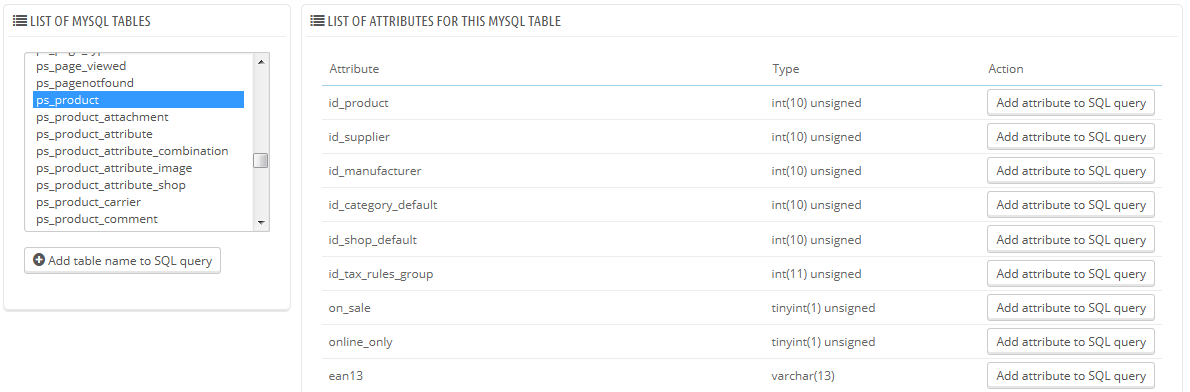 LIST OF MYSQL TABLES
ps_page_viewed
ps_pagenotfound
ps_product
ps_product_attachment
ps_product_attribute
ps_product_attribute_combination
ps_product_attribute_image
ps_product_attribute_shop
ps_product_carrier
ps_product_comment
Add table name to SQL query
LIST OF ATTRIBUTES FOR THIS MYSQL TABLE
Attribute Type Action
id_product int(10) unsigned Add attribute to SQL query
id_supplier int(10) unsigned Add attribute to SQL query
id_manufacturer int(10) unsigned Add attribute to SQL query
id_category_default int(10) unsigned Add attribute to SQL query
id_shop_default int(10) unsigned Add attribute to SQL query
id_tax_rules_group int(11) unsigned Add attribute to SQL query
on_sale tinyint(1) unsigned Add attribute to SQL query
online_only tinyint(1) unsigned Add attribute to SQL query
ean13 varchar(13) Add attribute to SQL query